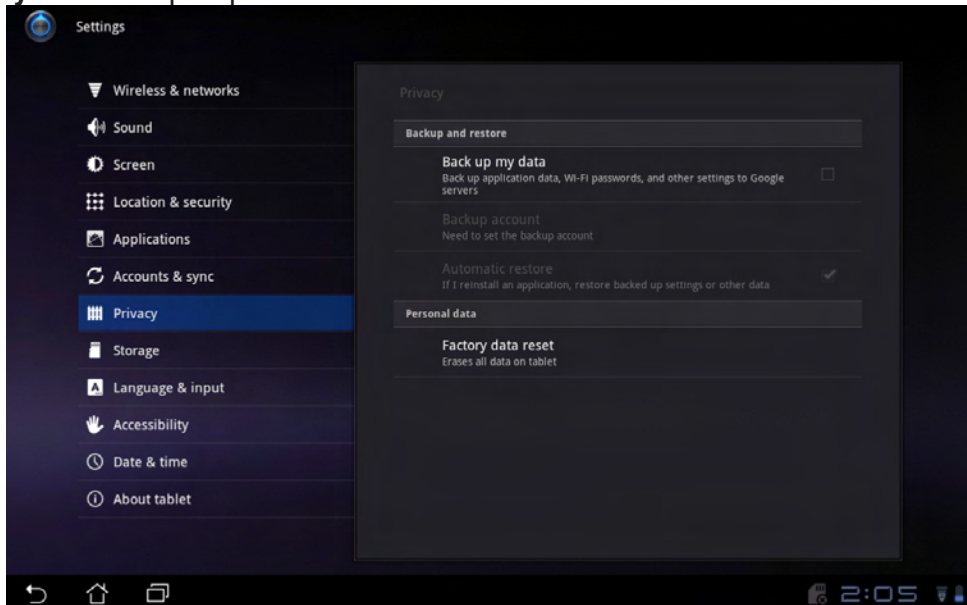 Settings
Wireless & networks
Sound
Screen
Location & security
Applications
Accounts & sync
Privacy
Storage
Language & input
Accessibility
Date & time
About tablet
Privacy
Backup and restore
Back up my data
Back up application data, Wi-Fi passwords, and other settings to Google
servers
Backup account
Need to set the backup account
Automatic restore
If I reinstall an application, restore backed up settings or other data
Personal data
Factory data reset
Erases all data on tablet
2:05